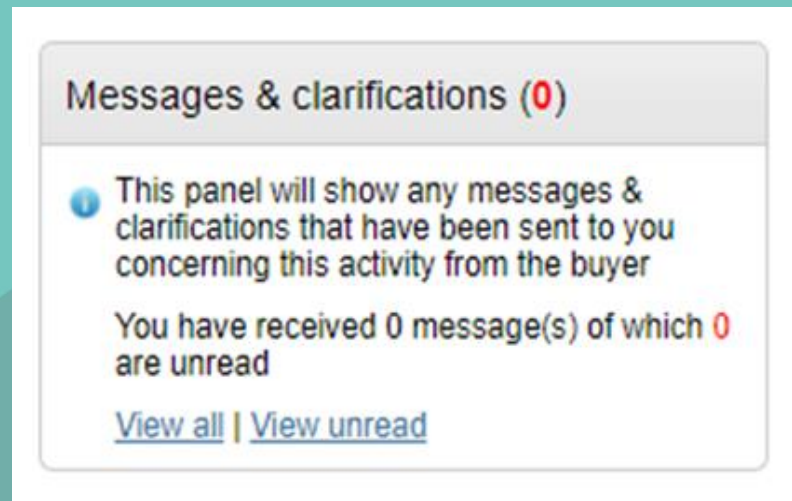 Messages & clarifications (0)
This panel will show any messages &
clarifications that have been sent to you
concerning this activity from the buyer
You have received 0 message(s) of which 0
are unread
View all | View unread